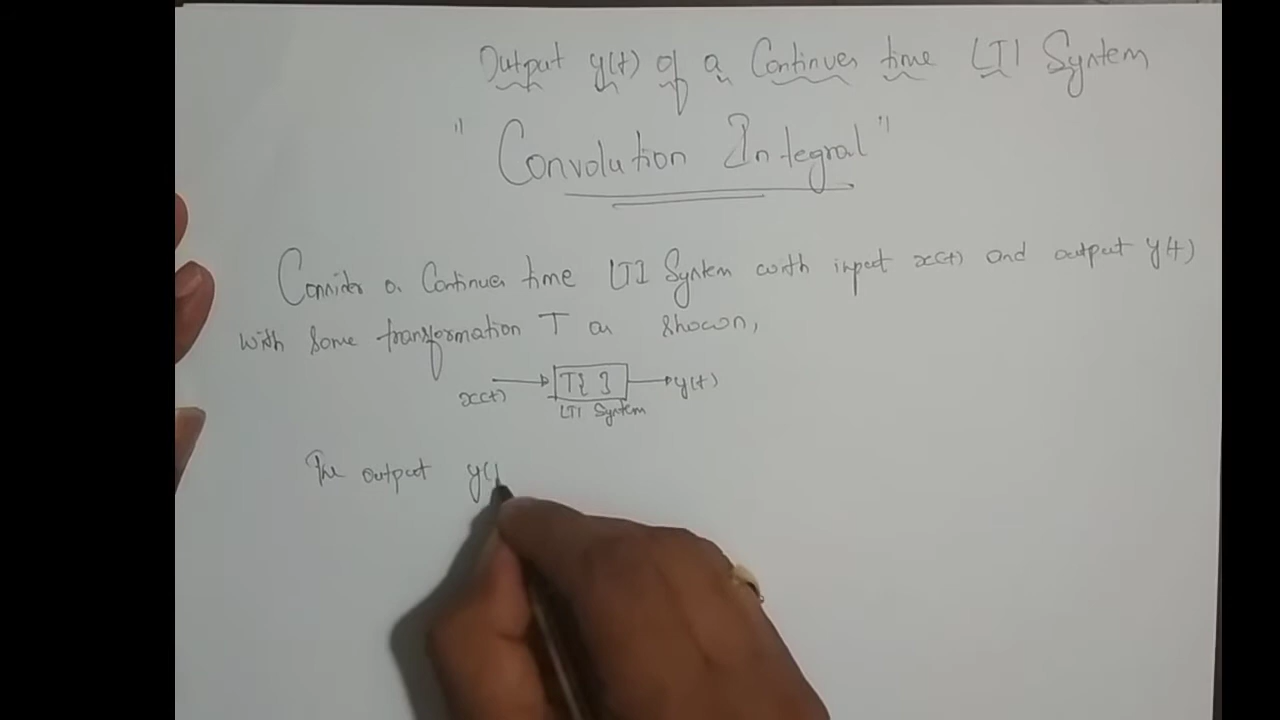 Output y(t) of a Continues time LTI System
"Convolution Integral"
Consider a Continues time LTI System with input x(t) and output y(t)
with some transformation T as shown,
x(t) T{ } y(t)
LTI System
The output y(